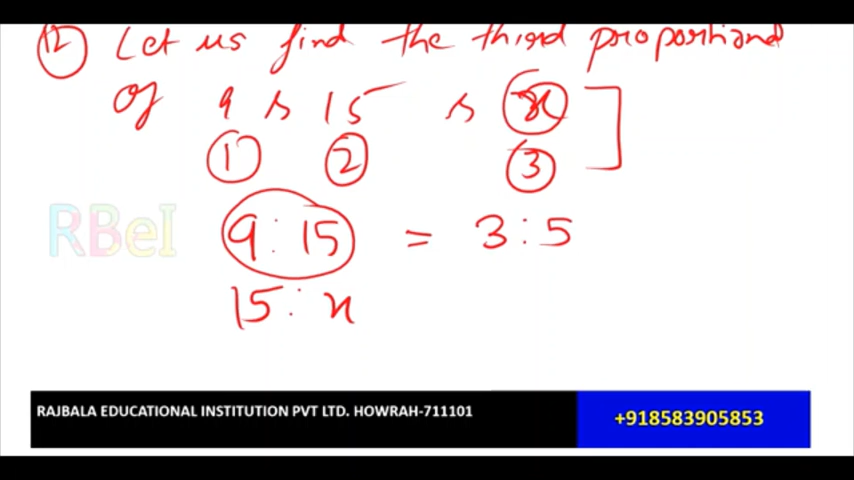 12 Let us find the third proportional
of 9, 15, x
1 2 3
9 : 15 = 3 : 5
RBeI
15 : x
RAJBALA EDUCATIONAL INSTITUTION PVT LTD. HOWRAH-711101
+918583905853